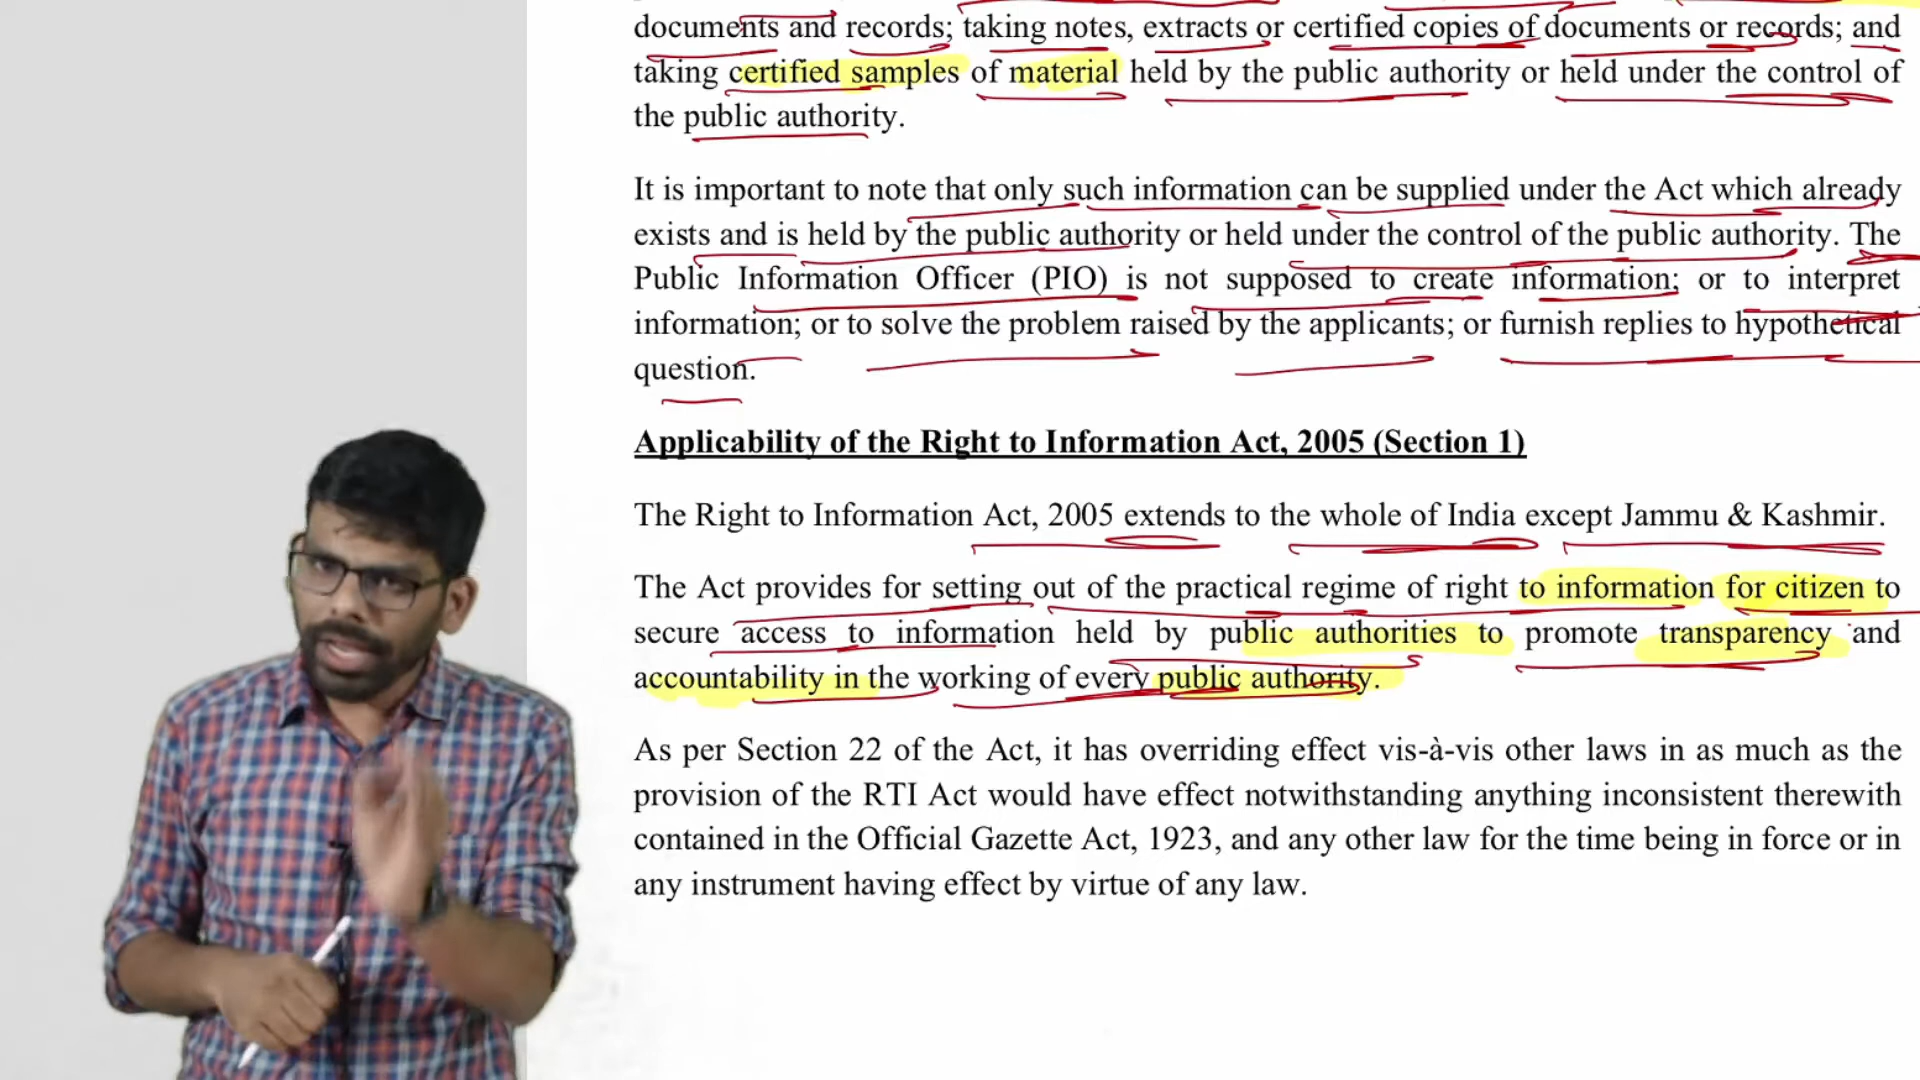 documents and records; taking notes, extracts or certified copies of documents or records; and
taking certified samples of material held by the public authority or held under the control of
the public authority.
It is important to note that only such information can be supplied under the Act which already
exists and is held by the public authority or held under the control of the public authority. The
Public Information Officer (PIO) is not supposed to create information; or to interpret
information; or to solve the problem raised by the applicants; or furnish replies to hypothetical
question.
Applicability of the Right to Information Act, 2005 (Section 1)
The Right to Information Act, 2005 extends to the whole of India except Jammu & Kashmir.
The Act provides for setting out of the practical regime of right to information for citizen to
secure access to information held by public authorities to promote transparency and
accountability in the working of every public authority.
As per Section 22 of the Act, it has overriding effect vis-à-vis other laws in as much as the
provision of the RTI Act would have effect notwithstanding anything inconsistent therewith
contained in the Official Gazette Act, 1923, and any other law for the time being in force or in
any instrument having effect by virtue of any law.